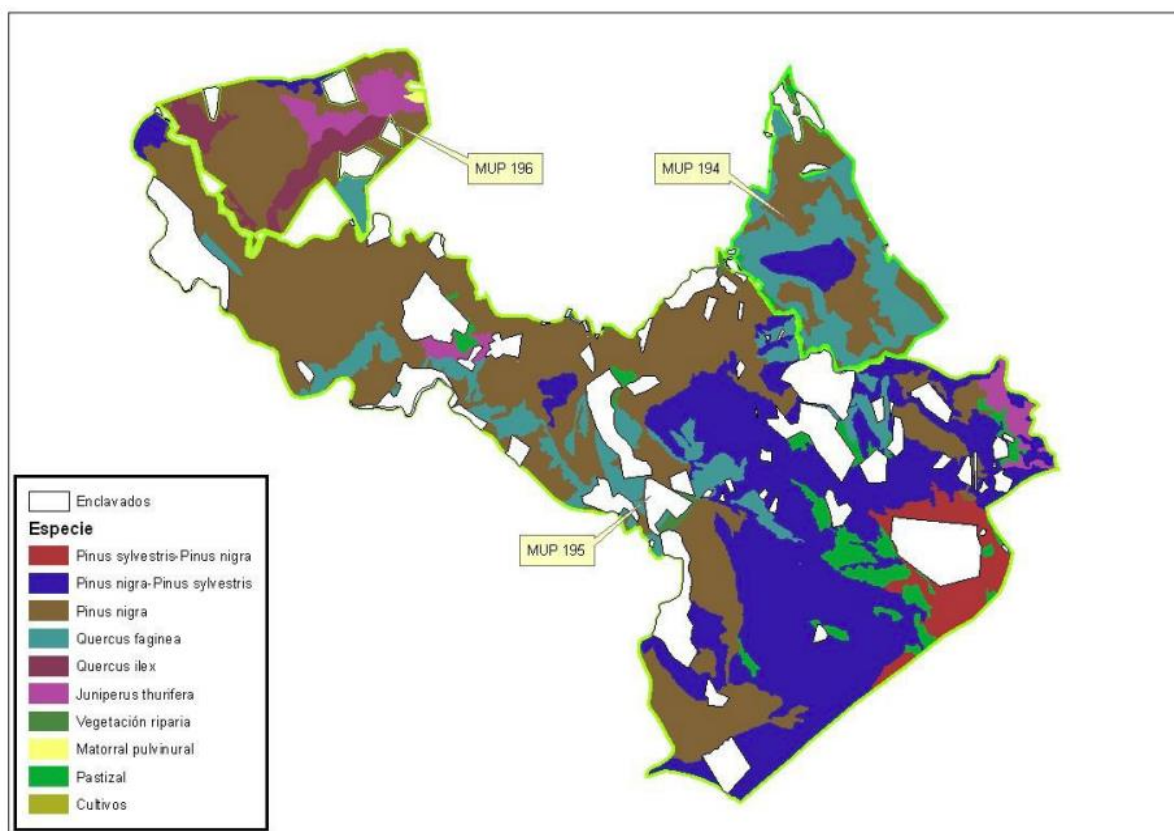 MUP 196
MUP 194
MUP 195
Enclavados
Especie
Pinus sylvestris-Pinus nigra
Pinus nigra-Pinus sylvestris
Pinus nigra
Quercus faginea
Quercus ilex
Juniperus thurifera
Vegetación riparia
Matorral pulvinural
Pastizal
Cultivos